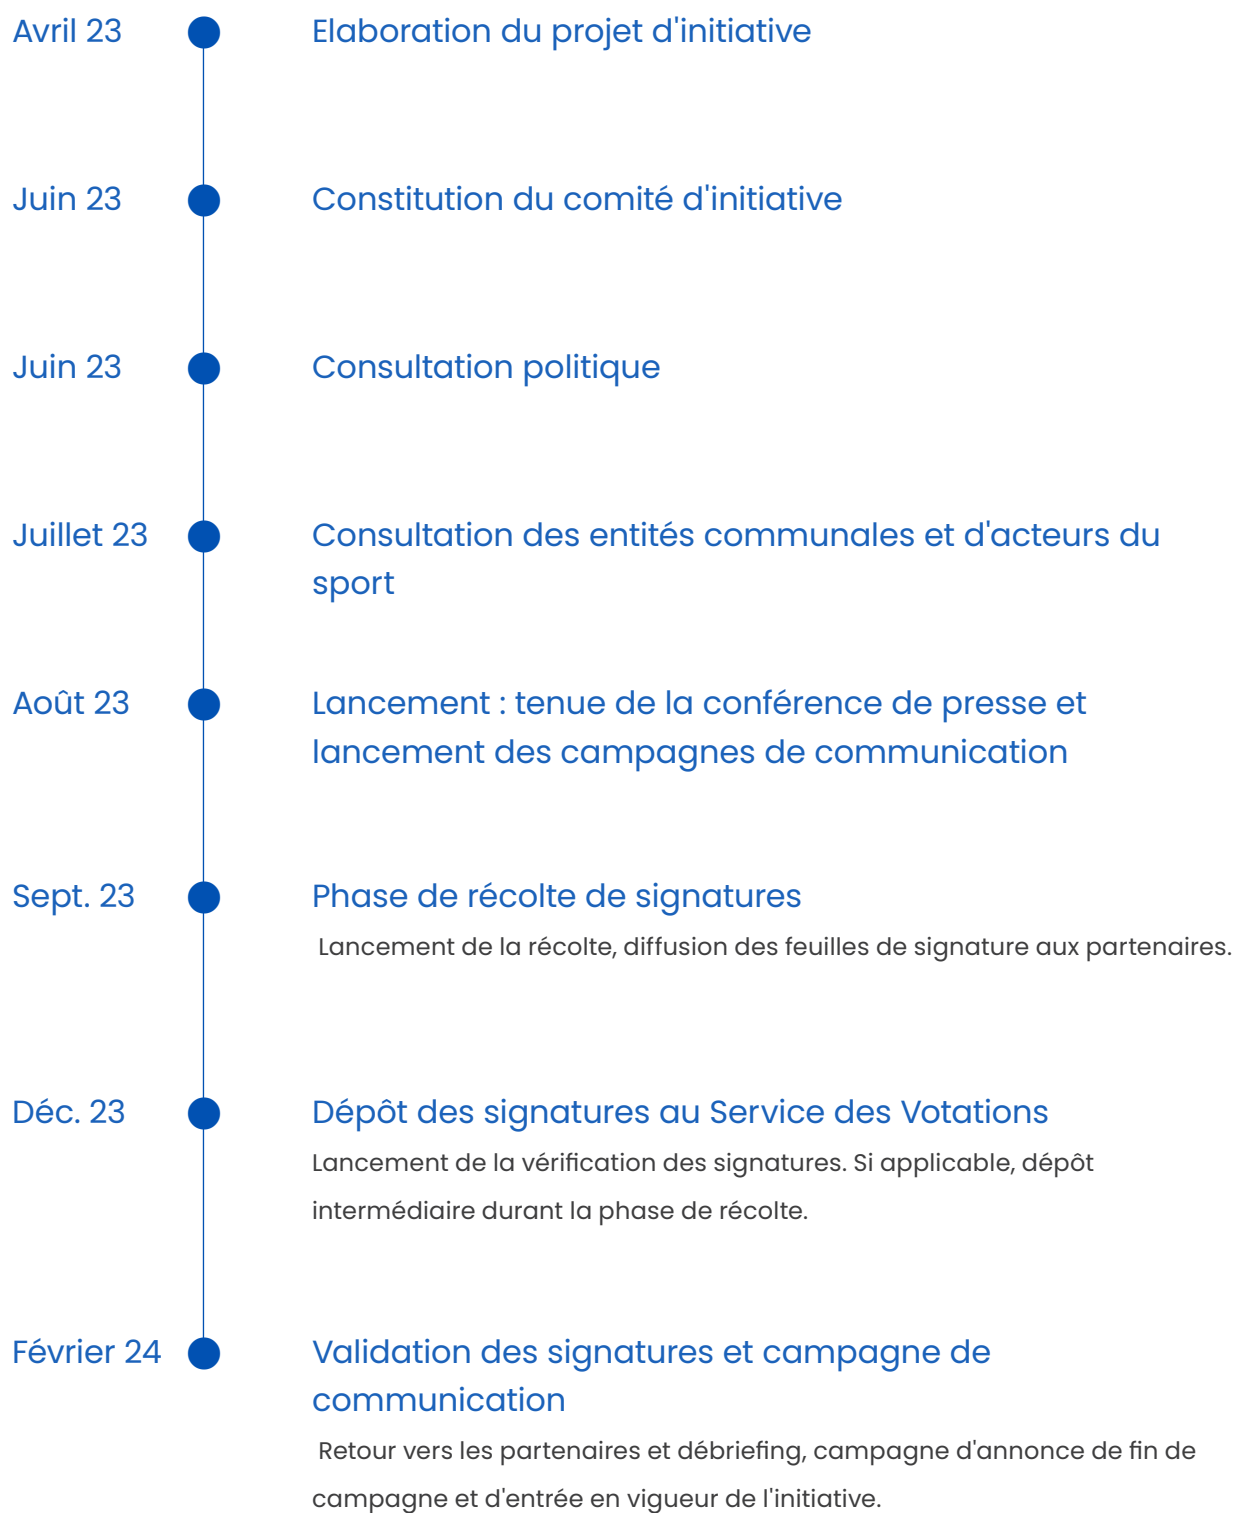 Avril 23
Elaboration du projet d'initiative
Juin 23
Constitution du comité d'initiative
Juin 23
Consultation politique
Juillet 23
Consultation des entités communales et d'acteurs du
sport
Août 23
Lancement : tenue de la conférence de presse et
lancement des campagnes de communication
Sept. 23
Phase de récolte de signatures
Lancement de la récolte, diffusion des feuilles de signature aux partenaires.
Déc. 23
Dépôt des signatures au Service des Votations
Lancement de la vérification des signatures. Si applicable, dépôt
intermédiaire durant la phase de récolte.
Février 24
Validation des signatures et campagne de
communication
Retour vers les partenaires et débriefing, campagne d'annonce de fin de
campagne et d'entrée en vigueur de l'initiative.